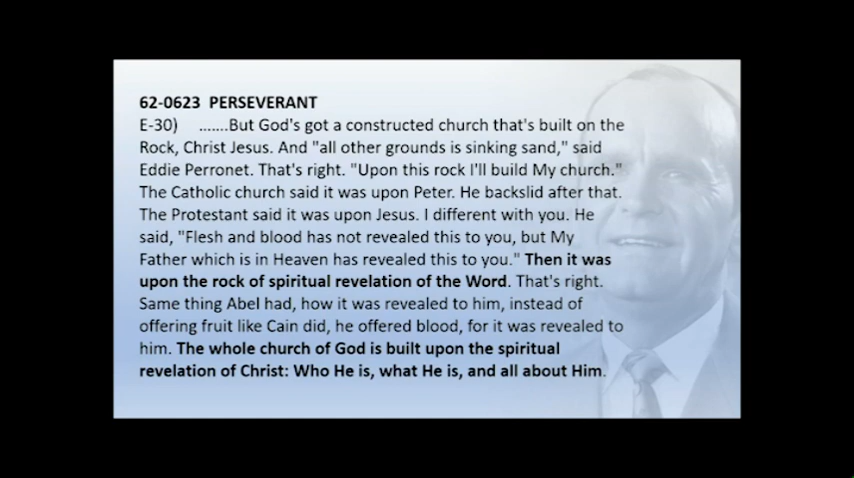 62-0623 PERSEVERANT
E-30) .......But God's got a constructed church that's built on the
Rock, Christ Jesus. And "all other grounds is sinking sand," said
Eddie Perronet. That's right. "Upon this rock I'll build My church."
The Catholic church said it was upon Peter. He backslid after that.
The Protestant said it was upon Jesus. I different with you. He
said, "Flesh and blood has not revealed this to you, but My
Father which is in Heaven has revealed this to you." Then it was
upon the rock of spiritual revelation of the Word. That's right.
Same thing Abel had, how it was revealed to him, instead of
offering fruit like Cain did, he offered blood, for it was revealed to
him. The whole church of God is built upon the spiritual
revelation of Christ: Who He is, what He is, and all about Him.